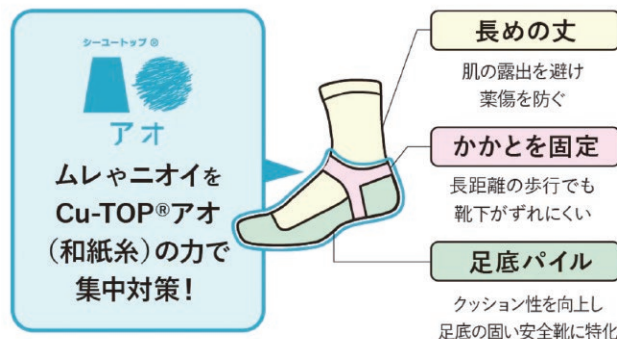 シーユートップ®
アオ
ムレやニオイを
Cu-TOP®アオ
（和紙糸）の力で
集中対策！
長めの丈
肌の露出を避け
薬傷を防ぐ
かかとを固定
長距離の歩行でも
靴下がずれにくい
足底パイル
クッション性を向上し
足底の固い安全靴に特化